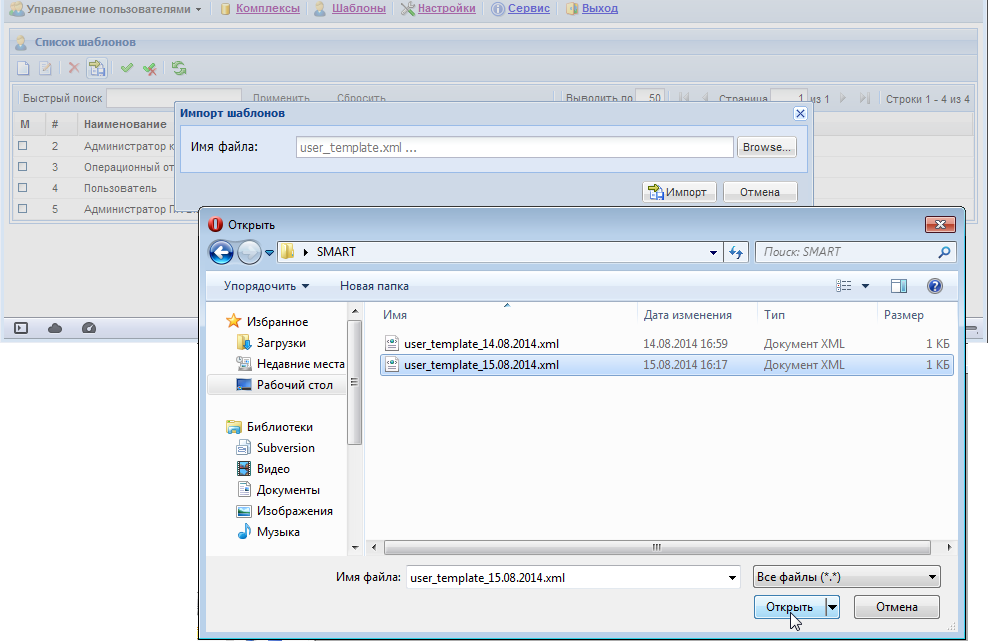 Управление пользователями Комплексы Шаблоны Настройки Сервис Выход
Список шаблонов
Быстрый поиск Применить Сбросить Выводить по 50 Страница 1 из 1 Строки 1 - 4 из 4
М # Наименование
2 Администратор
3 Операционный
4 Пользователь
5 Администратор
Импорт шаблонов
Имя файла: user_template.xml ... Browse...
Импорт Отмена
Открыть
SMART Поиск: SMART
Упорядочить Новая папка
Имя Дата изменения Тип Размер
user_template_14.08.2014.xml 14.08.2014 16:59 Документ XML 1 КБ
user_template_15.08.2014.xml 15.08.2014 16:17 Документ XML 1 КБ
Избранное
Загрузки
Недавние места
Рабочий стол
Библиотеки
Subversion
Видео
Документы
Изображения
Музыка
Имя файла: user_template_15.08.2014.xml Все файлы (*.*)
Открыть Отмена